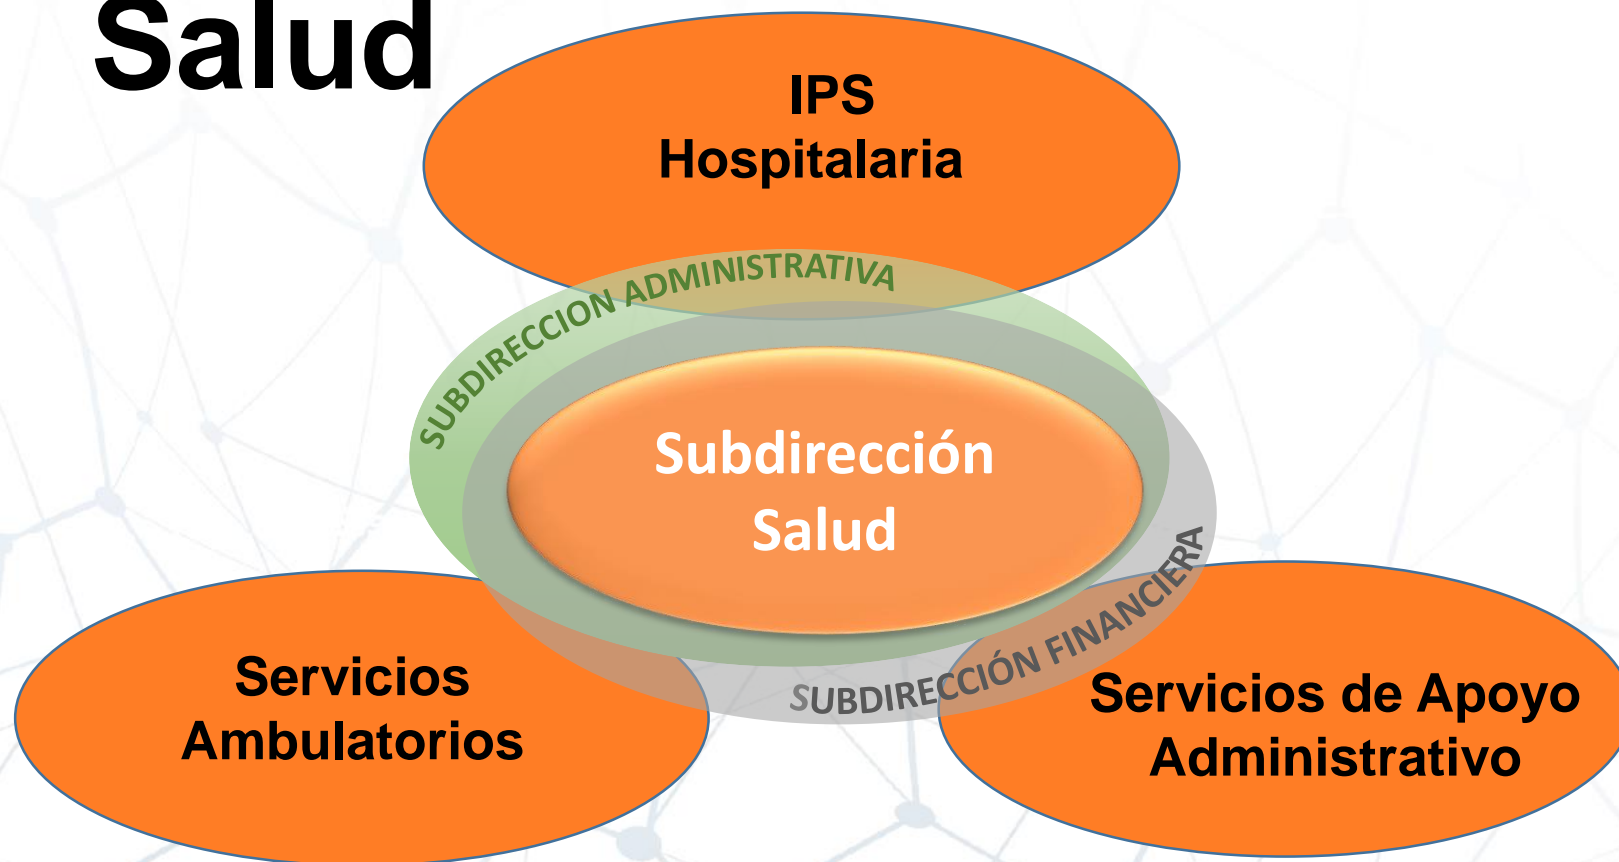 Salud
IPS
Hospitalaria
SUBDIRECCION ADMINISTRATIVA
Subdirección
Salud
SUBDIRECCIÓN FINANCIERA
Servicios
Ambulatorios
Servicios de Apoyo
Administrativo